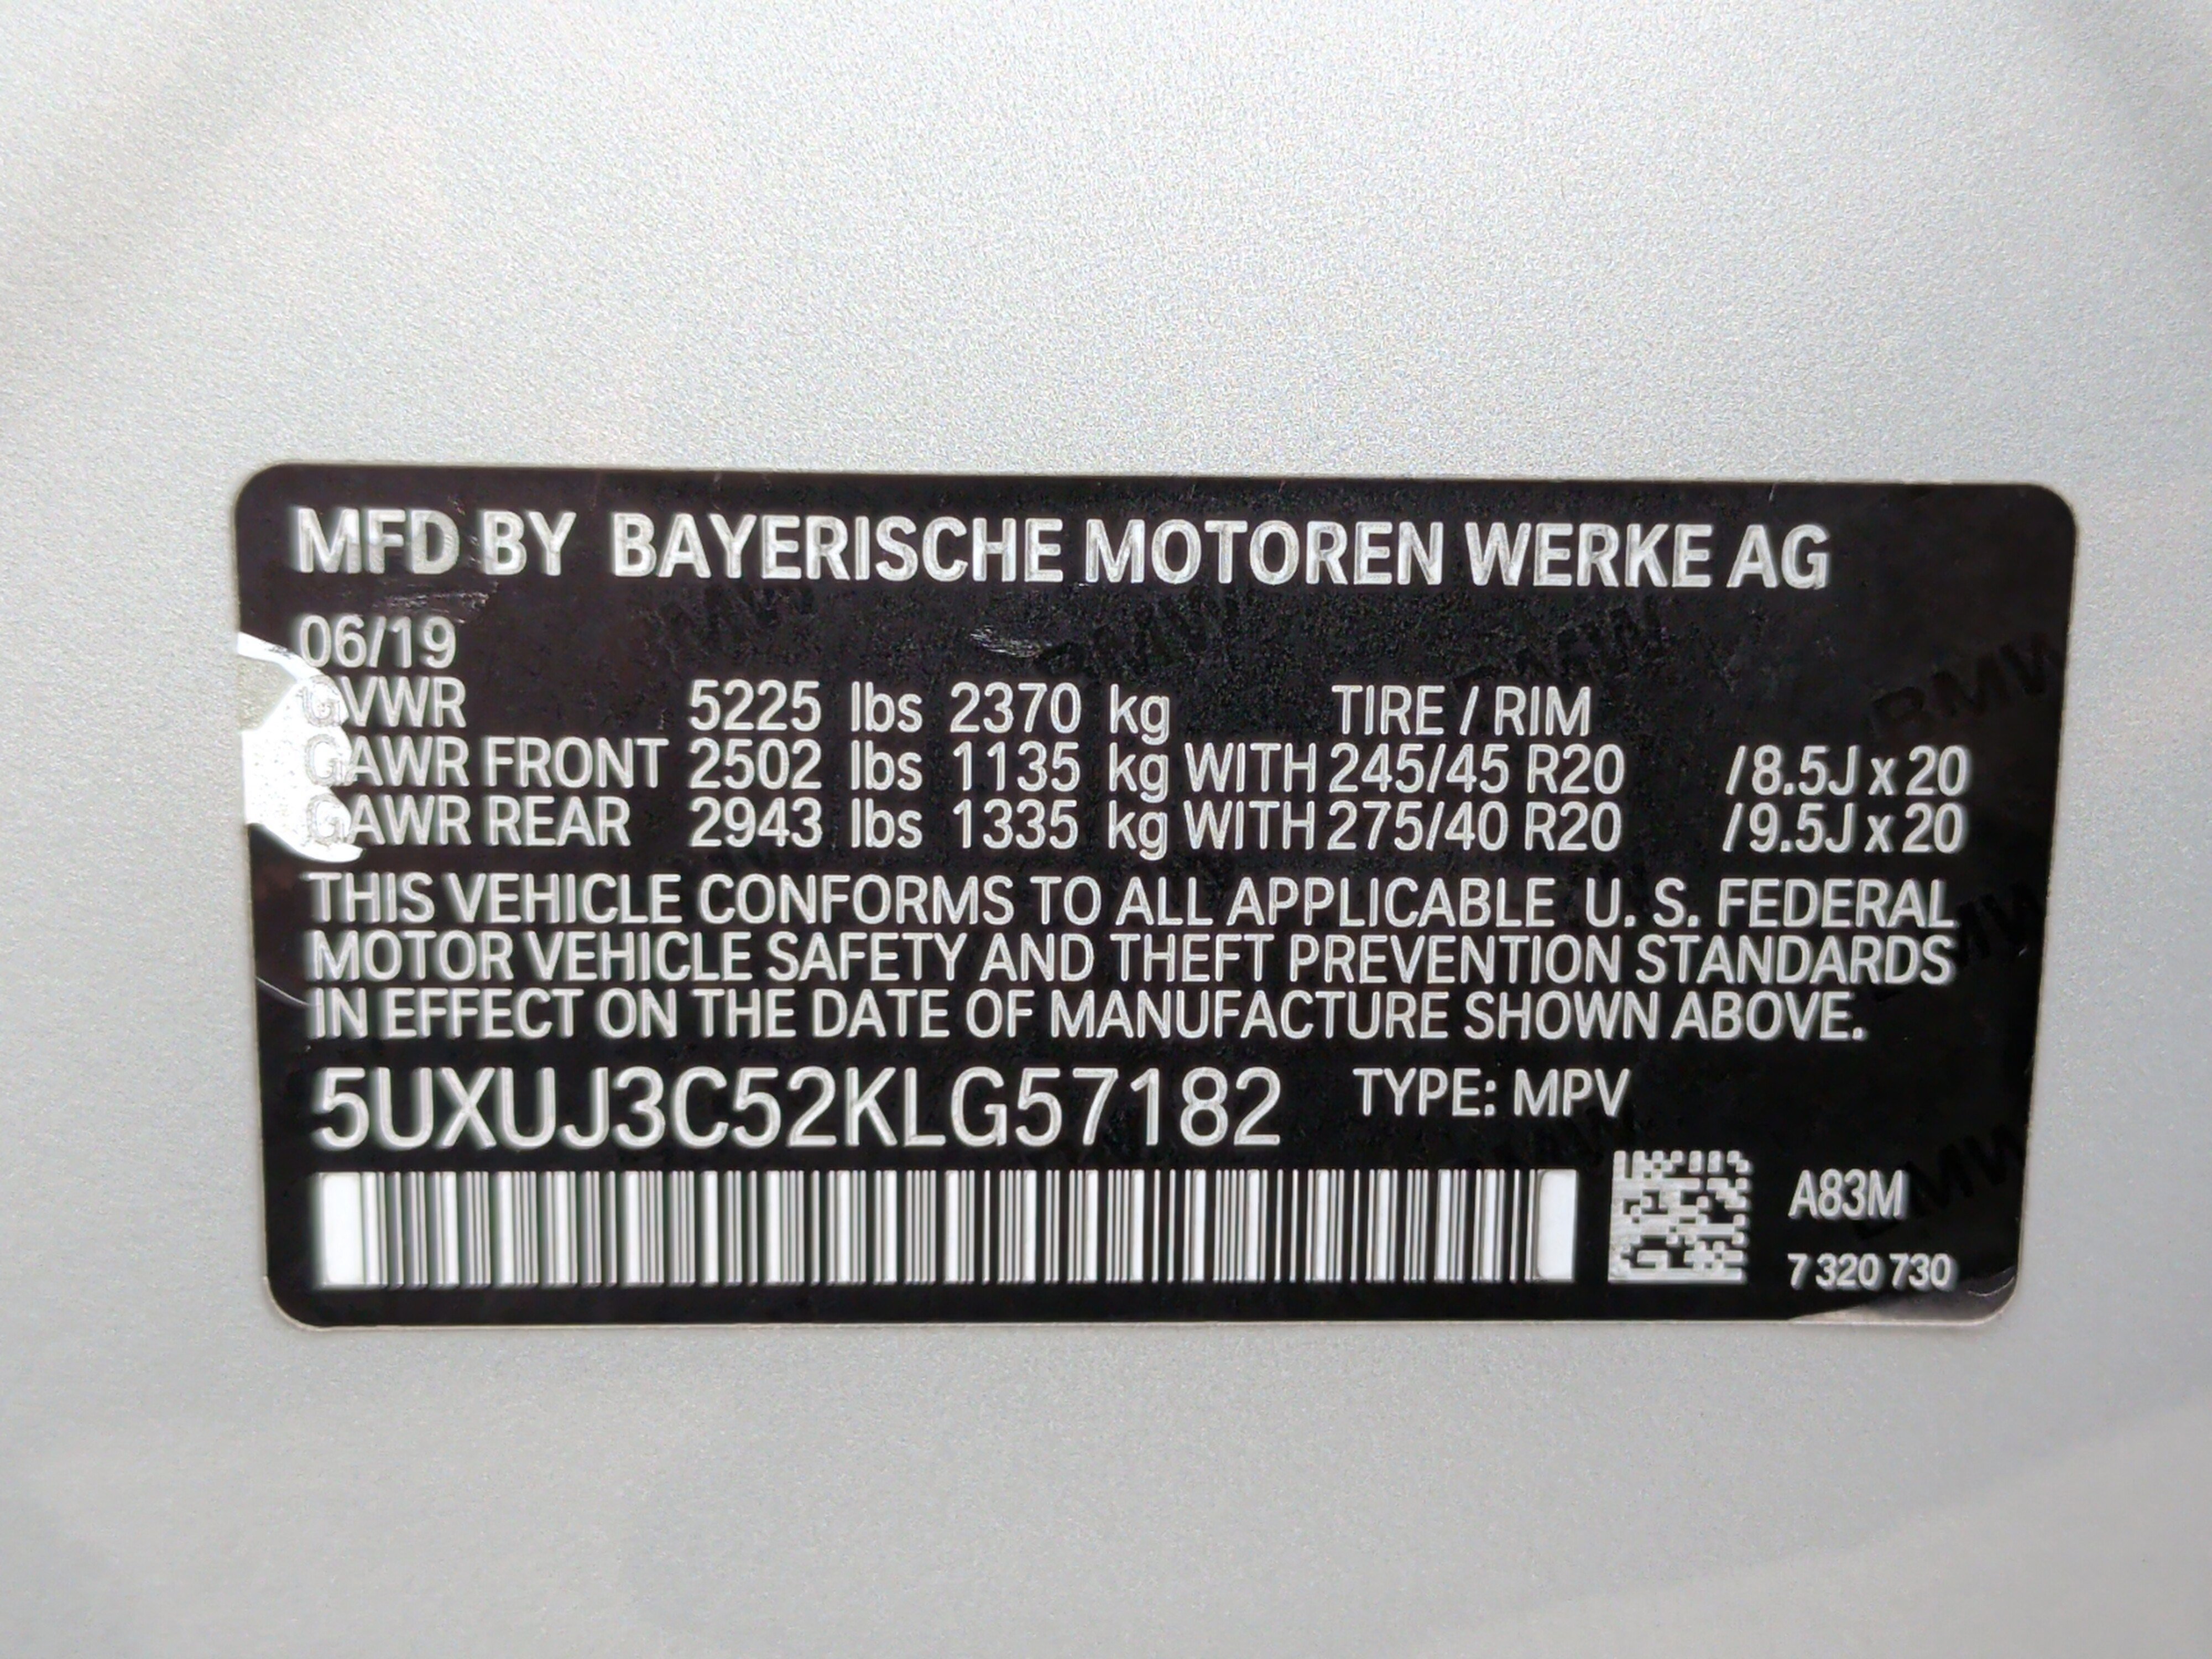 MFD BY BAYERISCHE MOTOREN WERKE AG
06/19
GVWR 5225 lbs 2370 kg TIRE / RIM
GAWR FRONT 2502 lbs 1135 kg WITH 245/45 R20 /8.5J x 20
GAWR REAR 2943 lbs 1335 kg WITH 275/40 R20 /9.5J x 20
THIS VEHICLE CONFORMS TO ALL APPLICABLE U. S. FEDERAL
MOTOR VEHICLE SAFETY AND THEFT PREVENTION STANDARDS
IN EFFECT ON THE DATE OF MANUFACTURE SHOWN ABOVE.
5UXUJ3C52KLG57182 TYPE: MPV
A83M
7 320 730